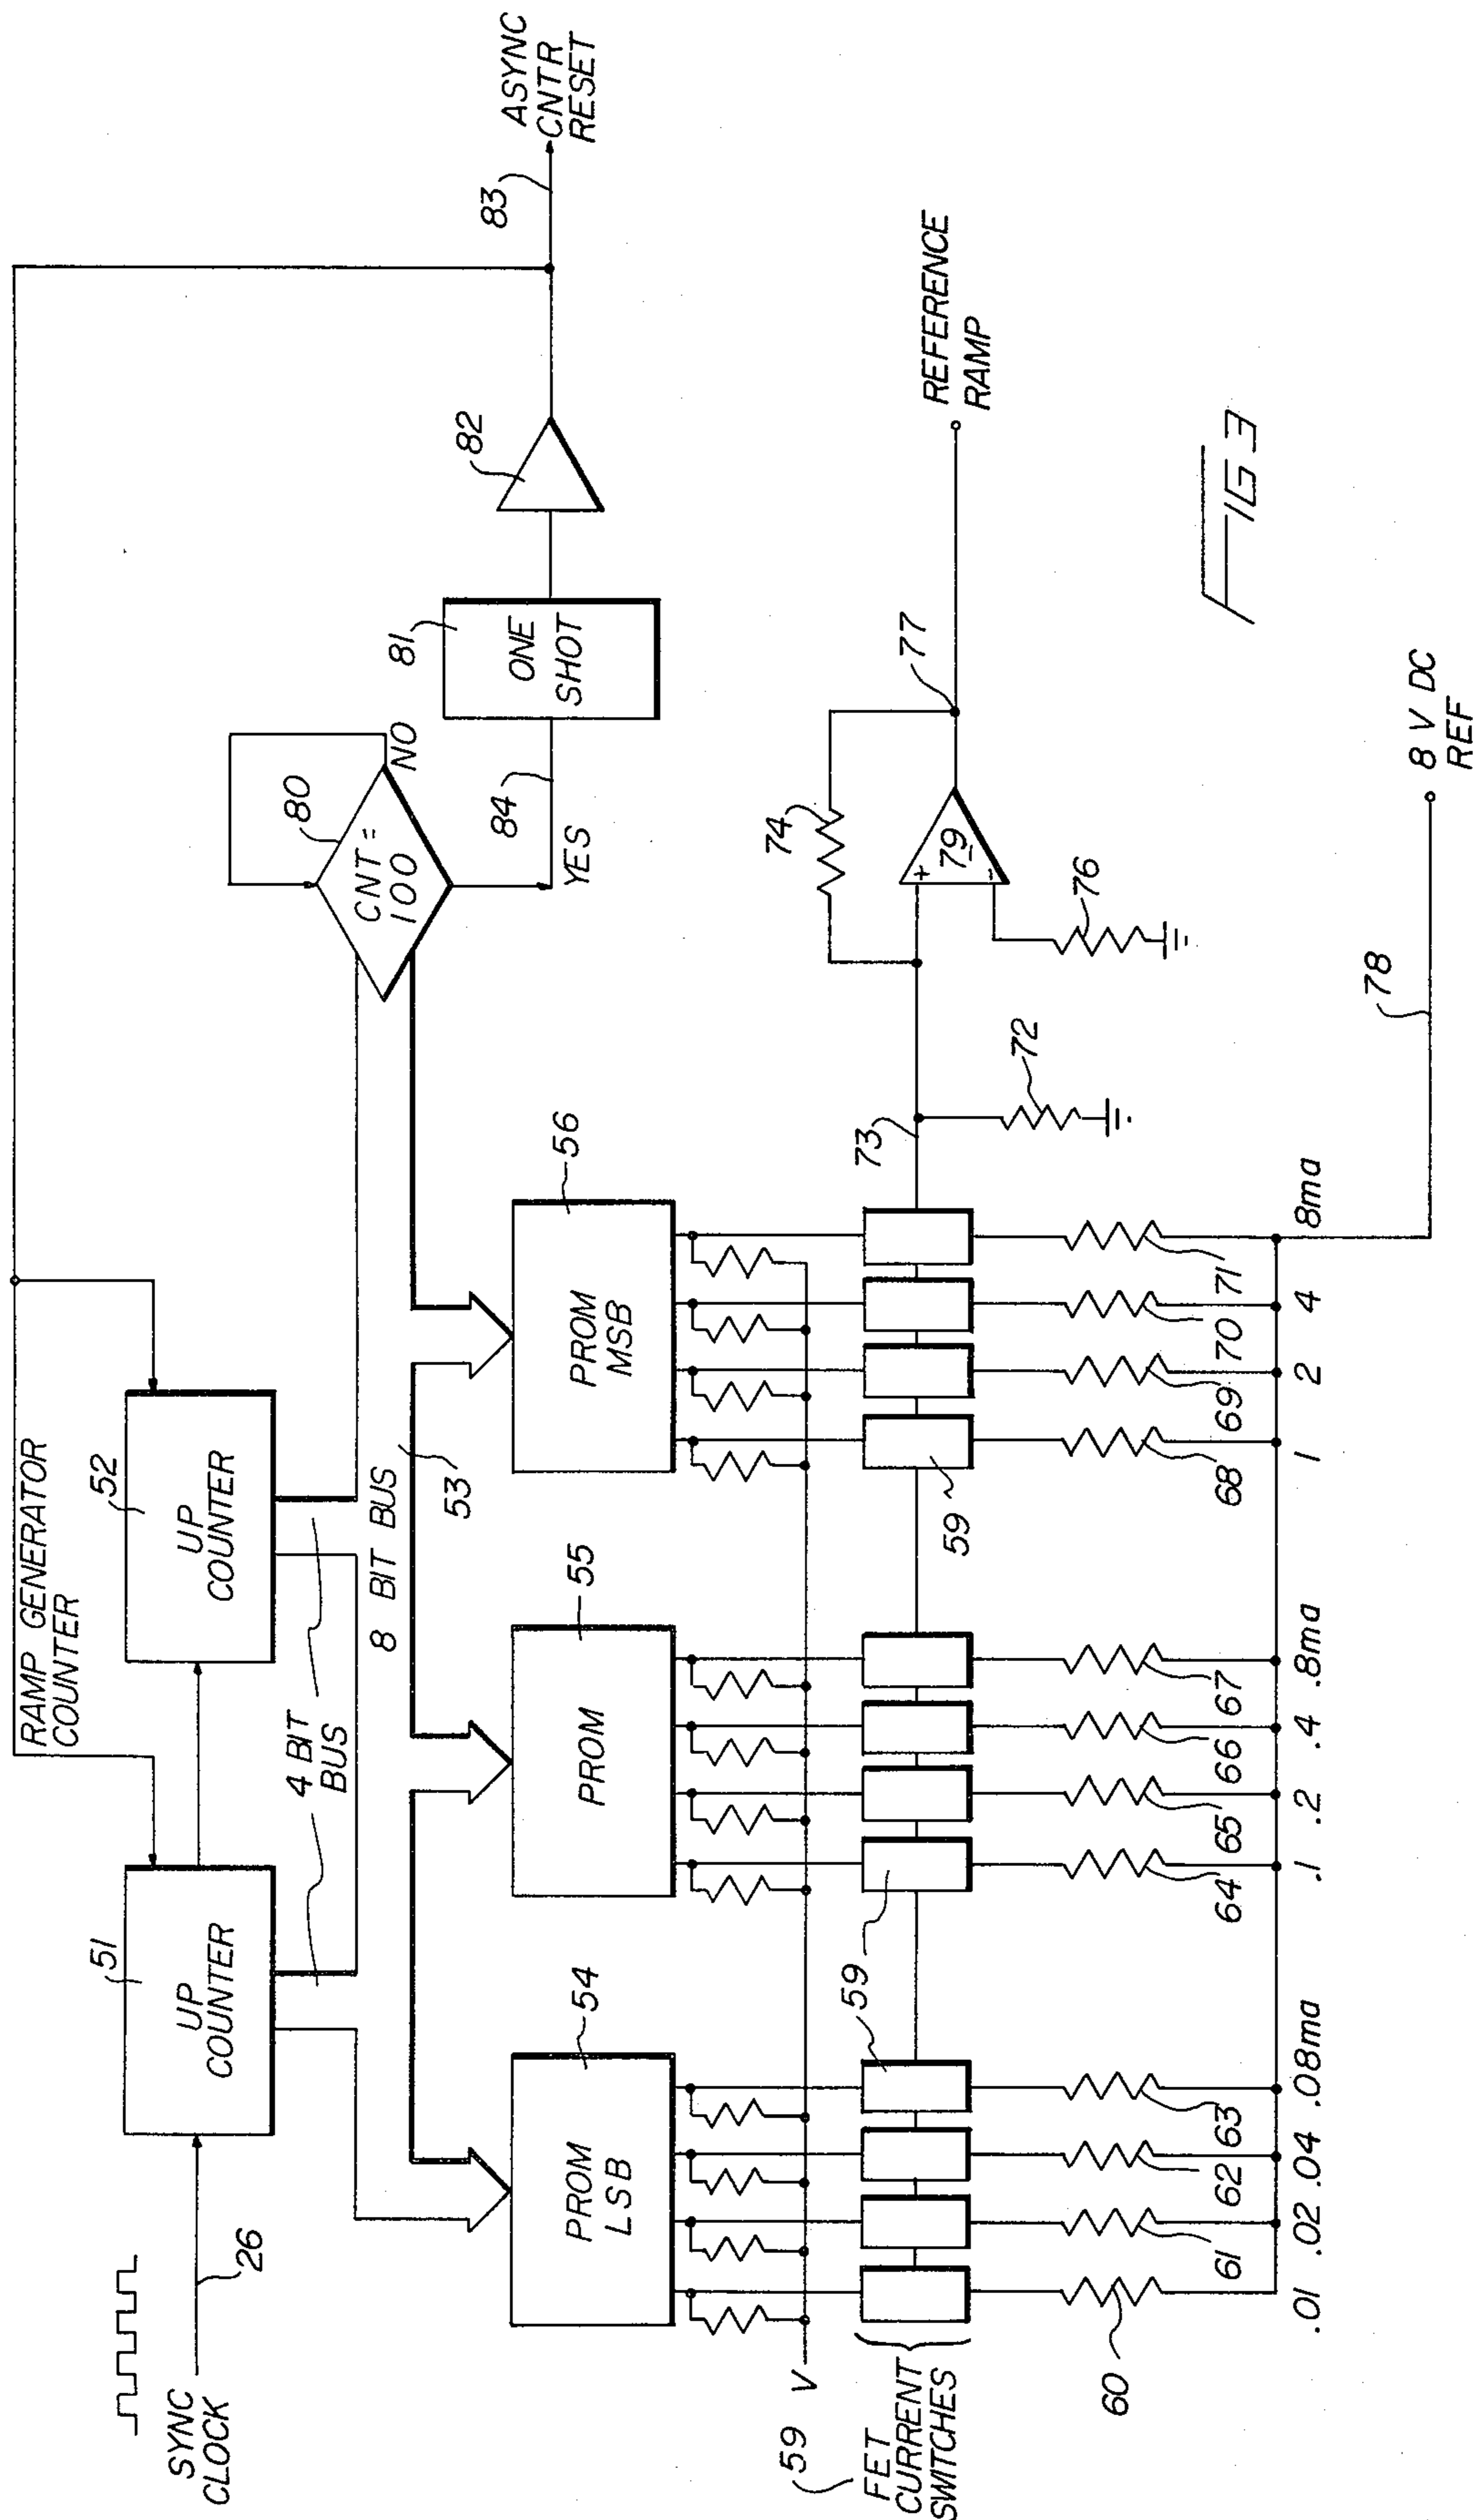 RAMP GENERATOR
COUNTER
SYNC
CLOCK
26
51
UP
COUNTER
52
UP
COUNTER
4 BIT
BUS
8 BIT BUS
53
80
CNT =
100
NO
YES
84
81
ONE
SHOT
82
83
ASYNC
CNTR
RESET
54
PROM
LSB
55
PROM
56
PROM
MSB
V
59
FET
CURRENT
SWITCHES
59
59
59
73
72
74
+
79
-
76
77
REFERENCE
RAMP
60
61
62
63
64
65
66
67
68
69
70
71
.01 .02 .04 .08ma
.1 .2 .4 .8ma
1 2 4 8ma
78
8 V DC
REF
FIG 3